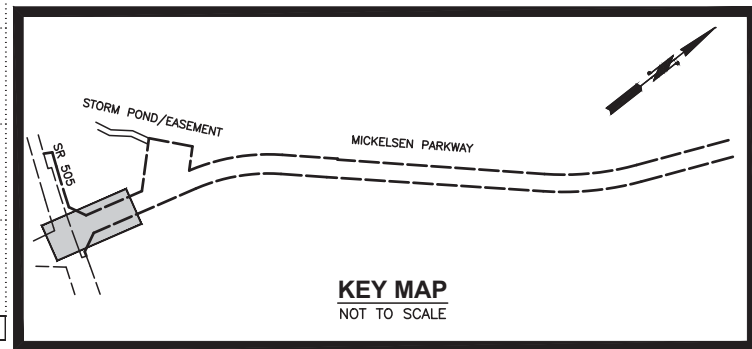 STORM POND/EASEMENT
MICKELSEN PARKWAY
SR 505
KEY MAP
NOT TO SCALE